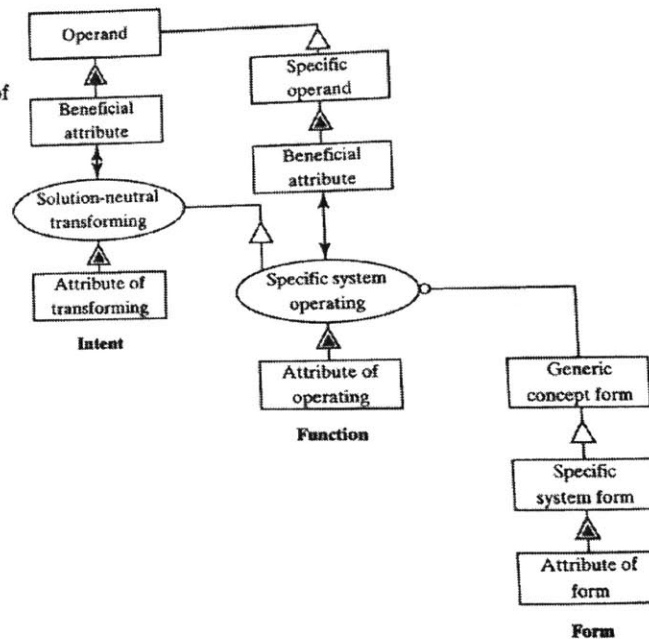 Operand
of
Beneficial
attribute
Solution-neutral
transforming
Attribute of
transforming
Intent
Specific
operand
Beneficial
attribute
Specific system
operating
Attribute of
operating
Function
Generic
concept form
Specific
system form
Attribute of
form
Form